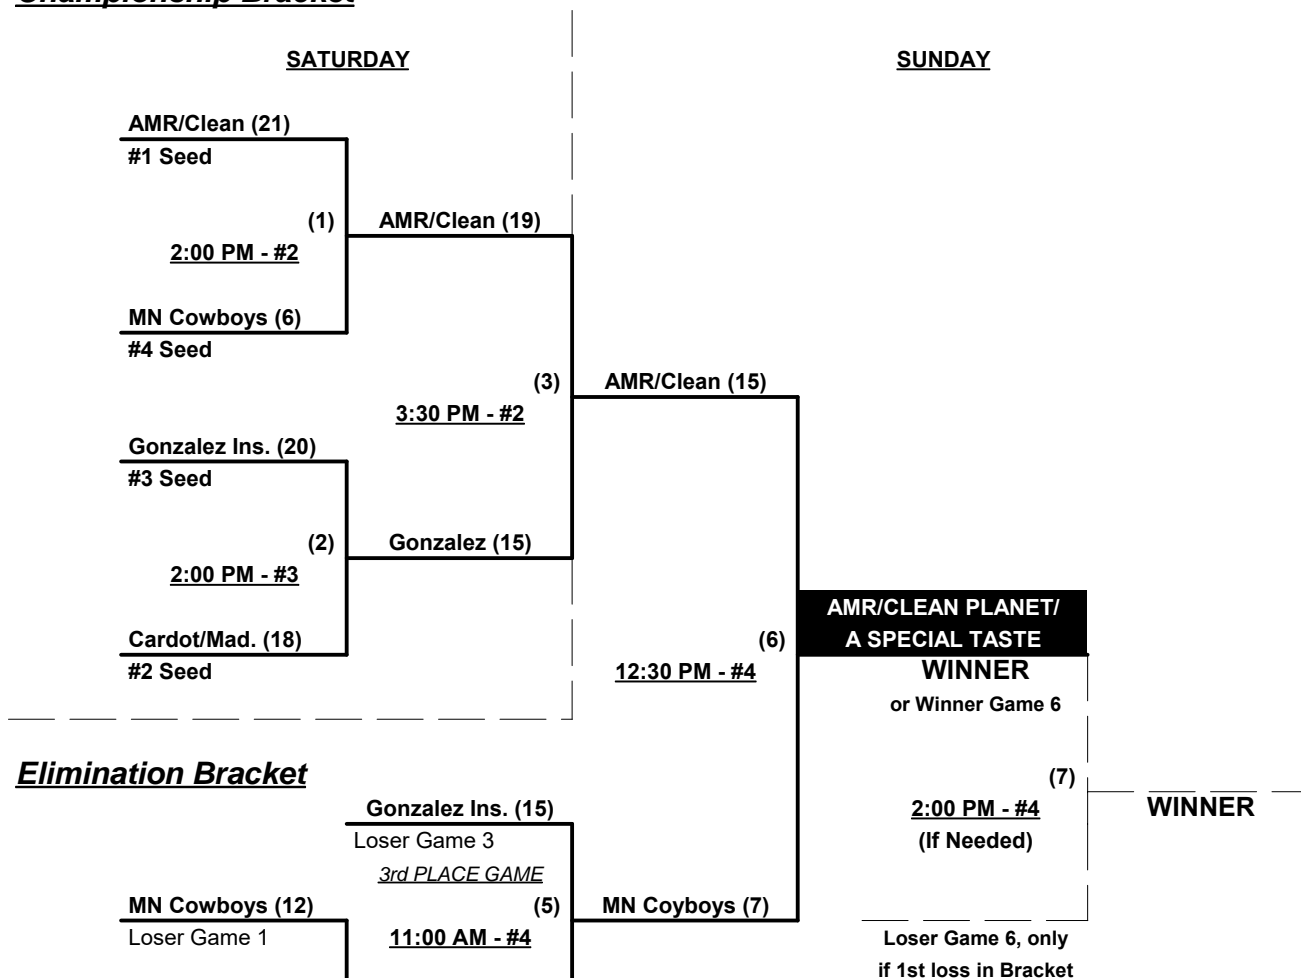 Championship Bracket
SATURDAY
SUNDAY
AMR/Clean (21)
#1 Seed
(1)
AMR/Clean (19)
2:00 PM - #2
MN Cowboys (6)
#4 Seed
(3)
AMR/Clean (15)
3:30 PM - #2
Gonzalez Ins. (20)
#3 Seed
(2)
Gonzalez (15)
2:00 PM - #3
AMR/CLEAN PLANET/
A SPECIAL TASTE
Cardot/Mad. (18)
#2 Seed
(6)
12:30 PM - #4
WINNER
or Winner Game 6
Elimination Bracket
(7)
2:00 PM - #4
(If Needed)
WINNER
Gonzalez Ins. (15)
Loser Game 3
3rd PLACE GAME
MN Cowboys (12)
Loser Game 1
(5)
MN Coyboys (7)
11:00 AM - #4
Loser Game 6, only
if 1st loss in Bracket